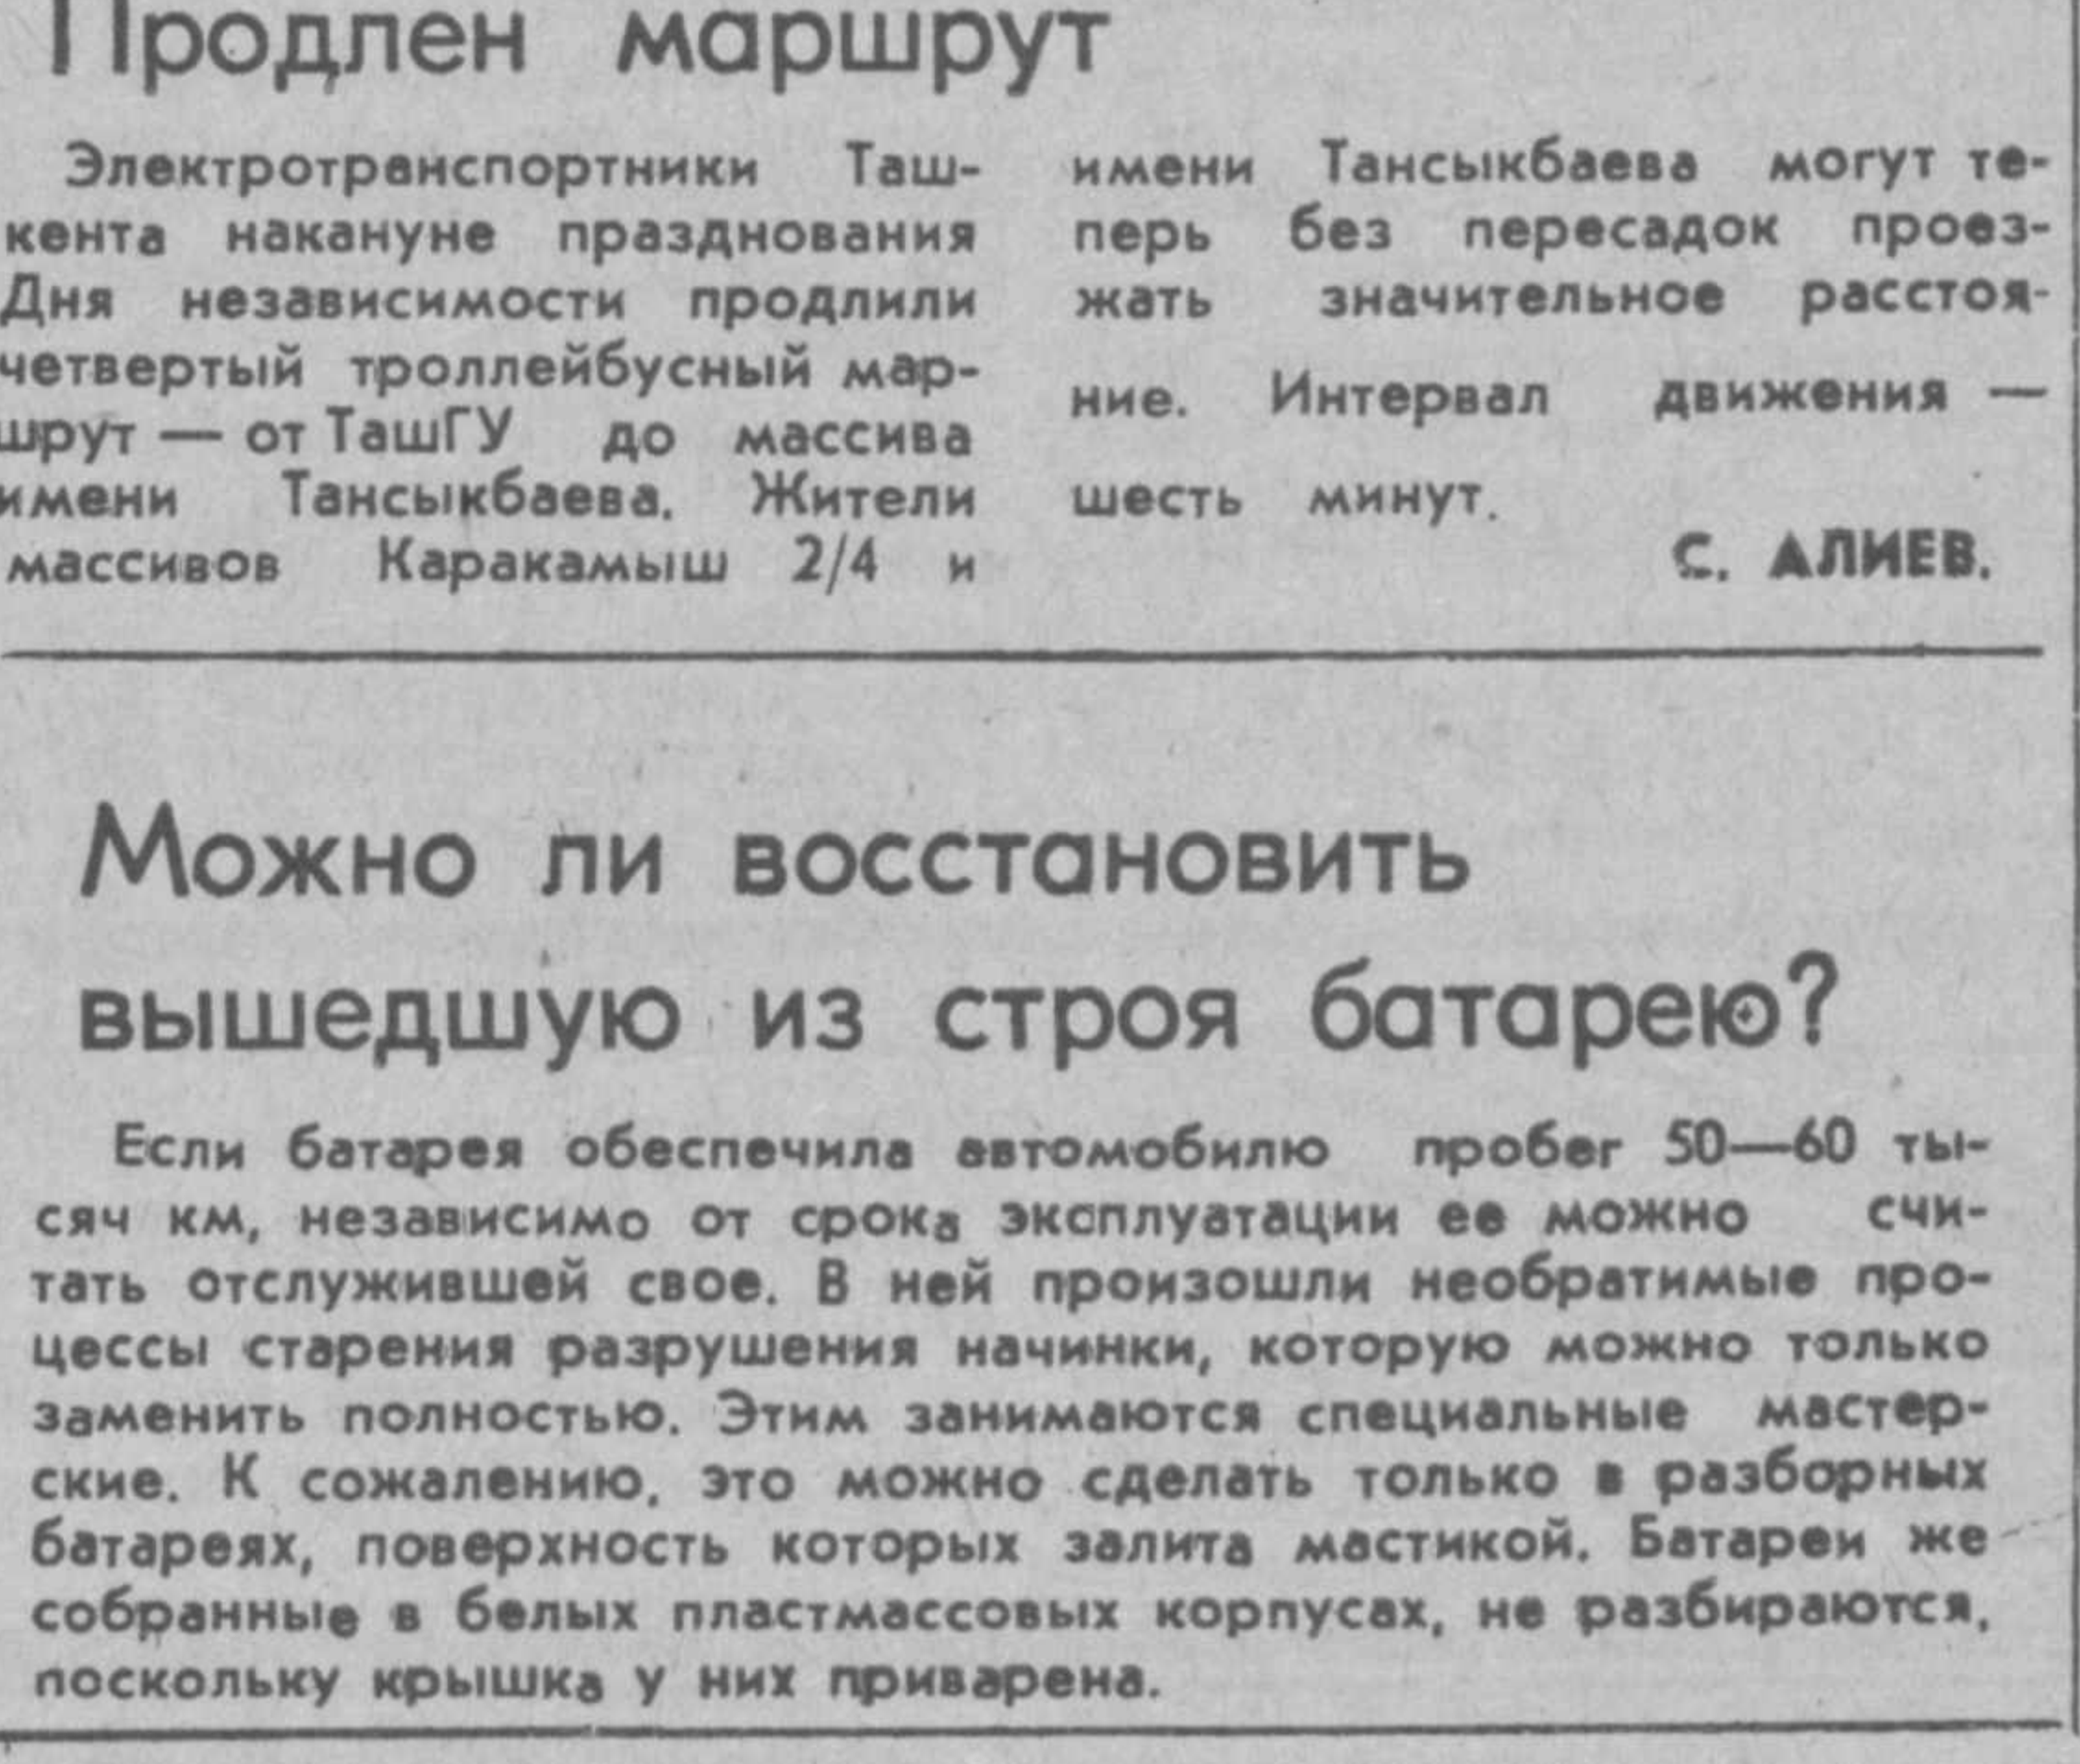 Продлен маршрут
Электротранспортники Таш-
кента накануне празднования
Дня независимости продлили
четвертый троллейбусный мар-
шрут — от ТашГУ до массива
имени Тансыкбаева. Жители
массивов Каракамыш 2/4 и
имени Тансыкбаева могут те-
перь без пересадок проез-
жать значительное расстоя-
ние. Интервал движения —
шесть минут.
С. АЛИЕВ.
Можно ли восстановить
вышедшую из строя батарею?
Если батарея обеспечила автомобилю пробег 50—60 ты-
сяч км, независимо от срока эксплуатации ее можно счи-
тать отслужившей свое. В ней произошли необратимые про-
цессы старения разрушения начинки, которую можно только
заменить полностью. Этим занимаются специальные мастер-
ские. К сожалению, это можно сделать только в разборных
батареях, поверхность которых залита мастикой. Батареи же
собранные в белых пластмассовых корпусах, не разбираются,
поскольку крышка у них приварена.